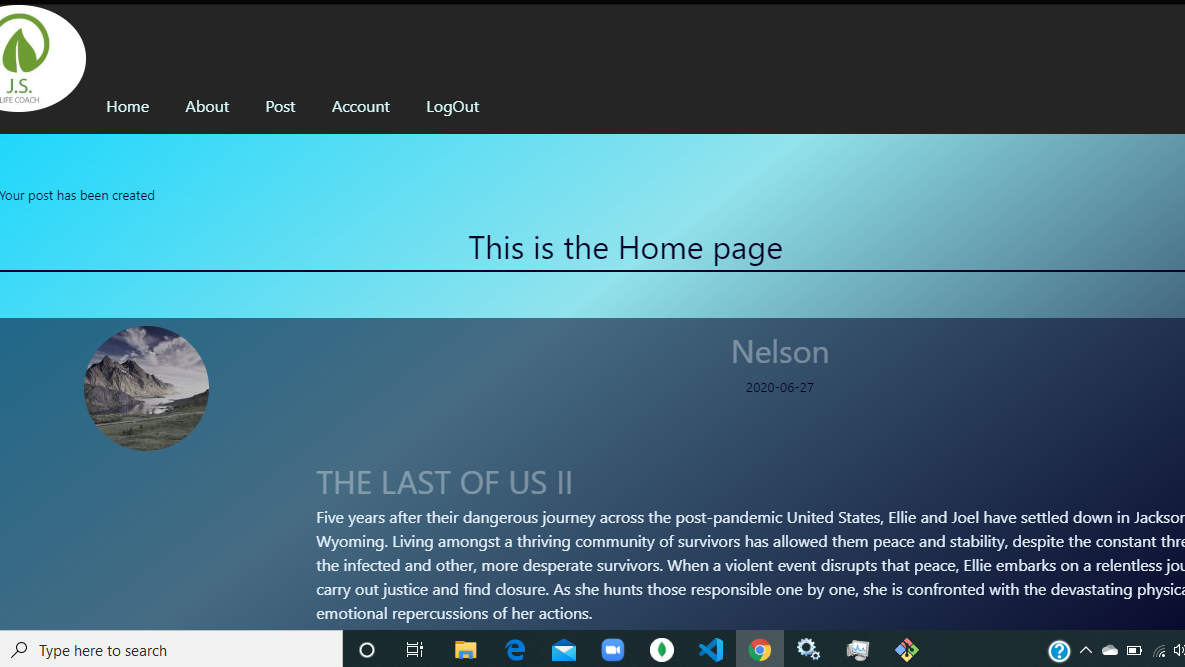 J.S.
LIFE COACH
Home About Post Account LogOut
Your post has been created
This is the Home page
Nelson
2020-06-27
THE LAST OF US II
Five years after their dangerous journey across the post-pandemic United States, Ellie and Joel have settled down in Jackson
Wyoming. Living amongst a thriving community of survivors has allowed them peace and stability, despite the constant thre
the infected and other, more desperate survivors. When a violent event disrupts that peace, Ellie embarks on a relentless jou
carry out justice and find closure. As she hunts those responsible one by one, she is confronted with the devastating physica
emotional repercussions of her actions.
Type here to search